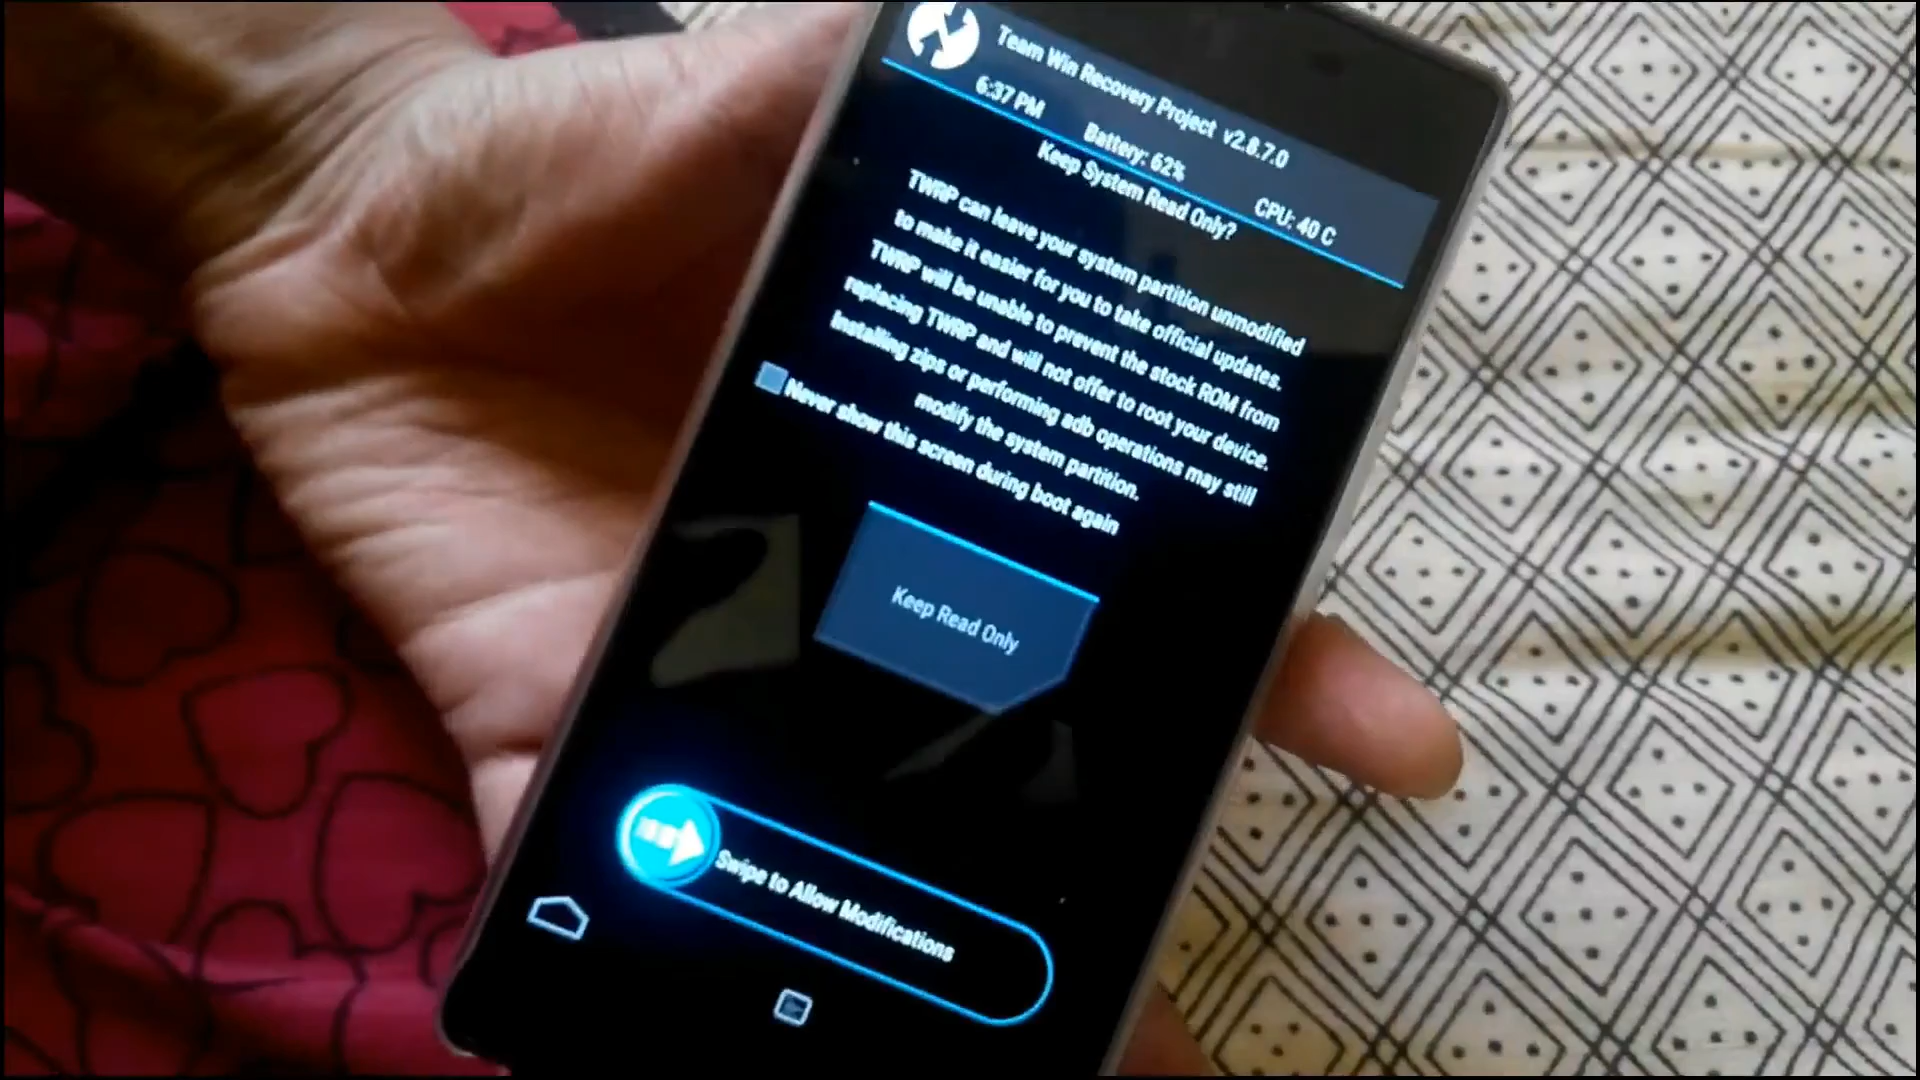 Team Win Recovery Project v2.8.7.0
6:37 PM Battery: 62% CPU: 40 C
Keep System Read Only?
TWRP can leave your system partition unmodified
to make it easier for you to take official updates.
TWRP will be unable to prevent the stock ROM from
replacing TWRP and will not offer to root your device.
Installing zips or performing adb operations may still
modify the system partition.
Never show this screen during boot again
Keep Read Only
Swipe to Allow Modifications